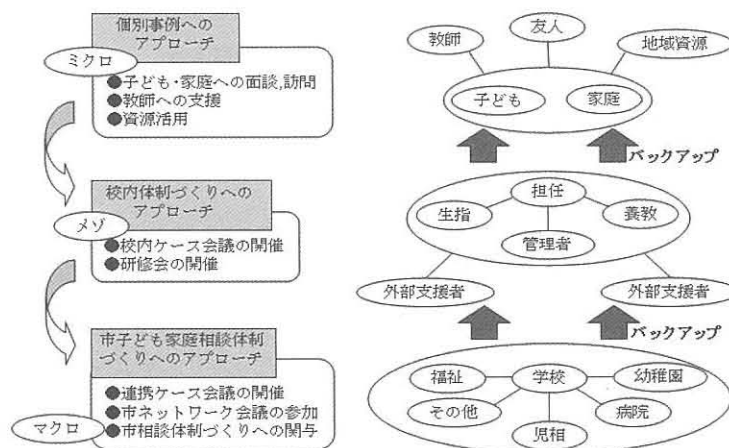 個別事例への
アプローチ
ミクロ
●子ども・家庭への面談,訪問
●教師への支援
●資源活用
校内体制づくりへの
アプローチ
メゾ
●校内ケース会議の開催
●研修会の開催
市子ども家庭相談体制
づくりへのアプローチ
●連携ケース会議の開催
●市ネットワーク会議の参加
●市相談体制づくりへの関与
マクロ
教師
友人
地域資源
子ども
家庭
バックアップ
担任
生指
養教
管理者
外部支援者
外部支援者
バックアップ
福祉
学校
幼稚園
その他
病院
児相